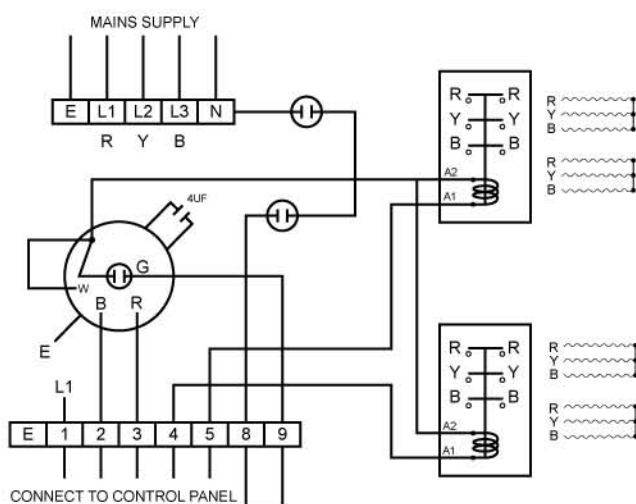 MAINS SUPPLY
E L1 L2 L3 N
R Y B
4UF
G
W
B R
E
L1
E 1 2 3 4 5 8 9
CONNECT TO CONTROL PANEL
R R
Y Y
B B
A2
A1
R
Y
B
R
Y
B
R R
Y Y
B B
A2
A1
R
Y
B
R
Y
B